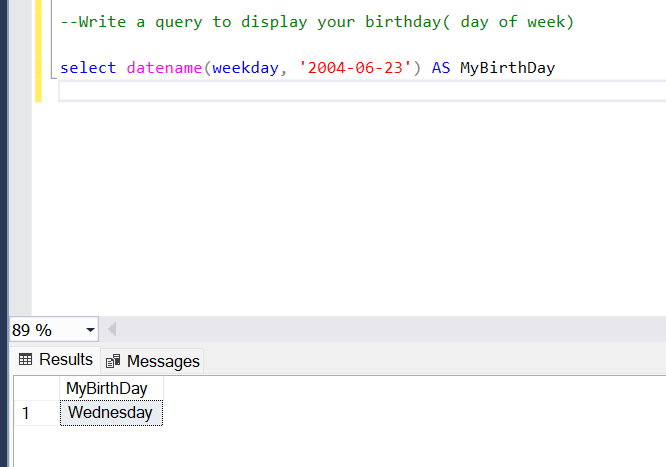 --Write a query to display your birthday( day of week)
select datename(weekday, '2004-06-23') AS MyBirthDay
89 %
Results Messages
MyBirthDay
1 Wednesday